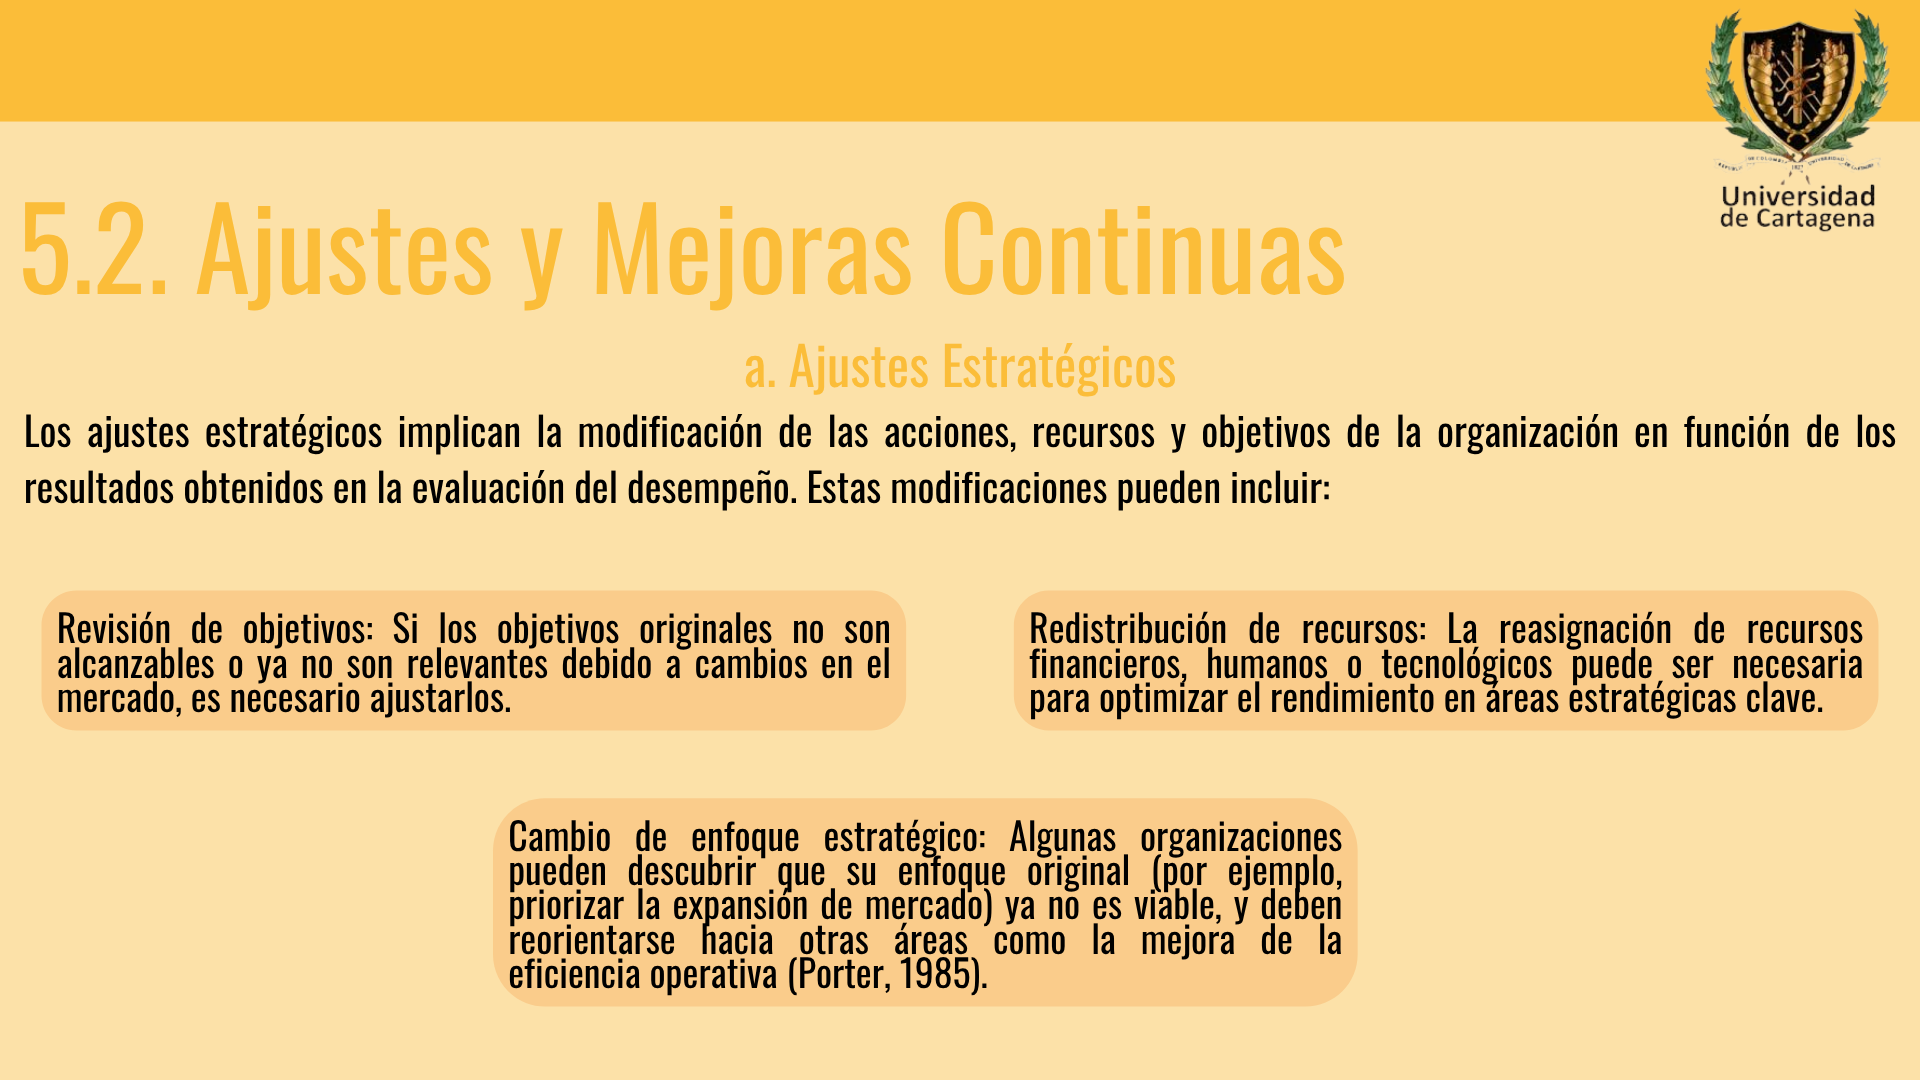 Universidad
de Cartagena
5.2. Ajustes y Mejoras Continuas
a. Ajustes Estratégicos
Los ajustes estratégicos implican la modificación de las acciones, recursos y objetivos de la organización en función de los
resultados obtenidos en la evaluación del desempeño. Estas modificaciones pueden incluir:
Revisión de objetivos: Si los objetivos originales no son
alcanzables o ya no son relevantes debido a cambios en el
mercado, es necesario ajustarlos.
Redistribución de recursos: La reasignación de recursos
financieros, humanos o tecnológicos puede ser necesaria
para optimizar el rendimiento en áreas estratégicas clave.
Cambio de enfoque estratégico: Algunas organizaciones
pueden descubrir que su enfoque original (por ejemplo,
priorizar la expansión de mercado) ya no es viable, y deben
reorientarse hacia otras áreas como la mejora de la
eficiencia operativa (Porter, 1985).